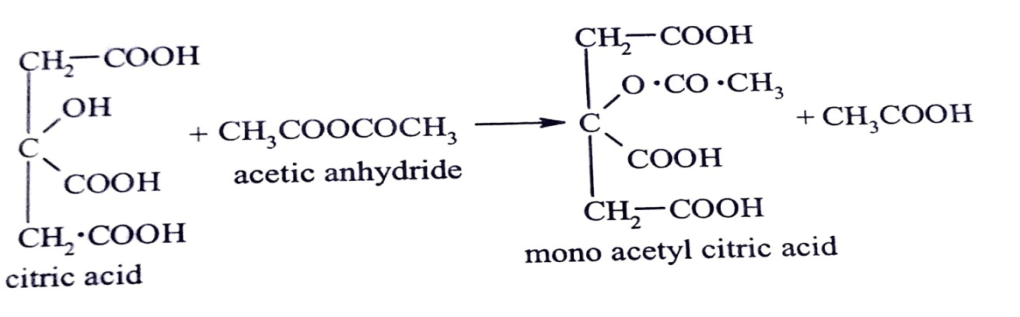 CH₂—COOH
OH
C
COOH
CH₂·COOH
citric acid
+ CH₃COOCOCH₃
acetic anhydride
CH₂—COOH
O·CO·CH₃
C
COOH
CH₂—COOH
mono acetyl citric acid
+ CH₃COOH